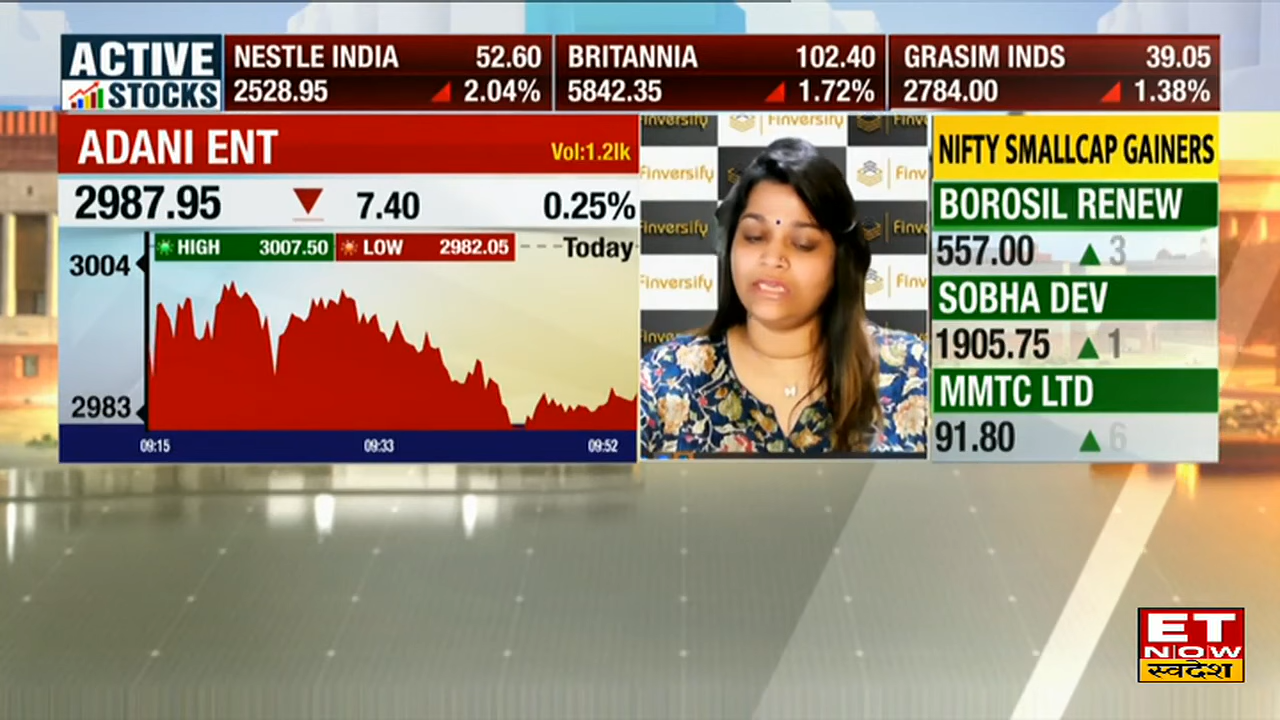 ACTIVE
STOCKS
NESTLE INDIA 52.60
2528.95 2.04%
BRITANNIA 102.40
5842.35 1.72%
GRASIM INDS 39.05
2784.00 1.38%
ADANI ENT Vol:1.2lk
2987.95 7.40 0.25%
HIGH 3007.50 LOW 2982.05 Today
3004
2983
09:15 09:33 09:52
Finversify
Finversify
Finversify
Finversify
NIFTY SMALLCAP GAINERS
BOROSIL RENEW
557.00 3
SOBHA DEV
1905.75 1
MMTC LTD
91.80 6
ET
NOW
स्वदेश